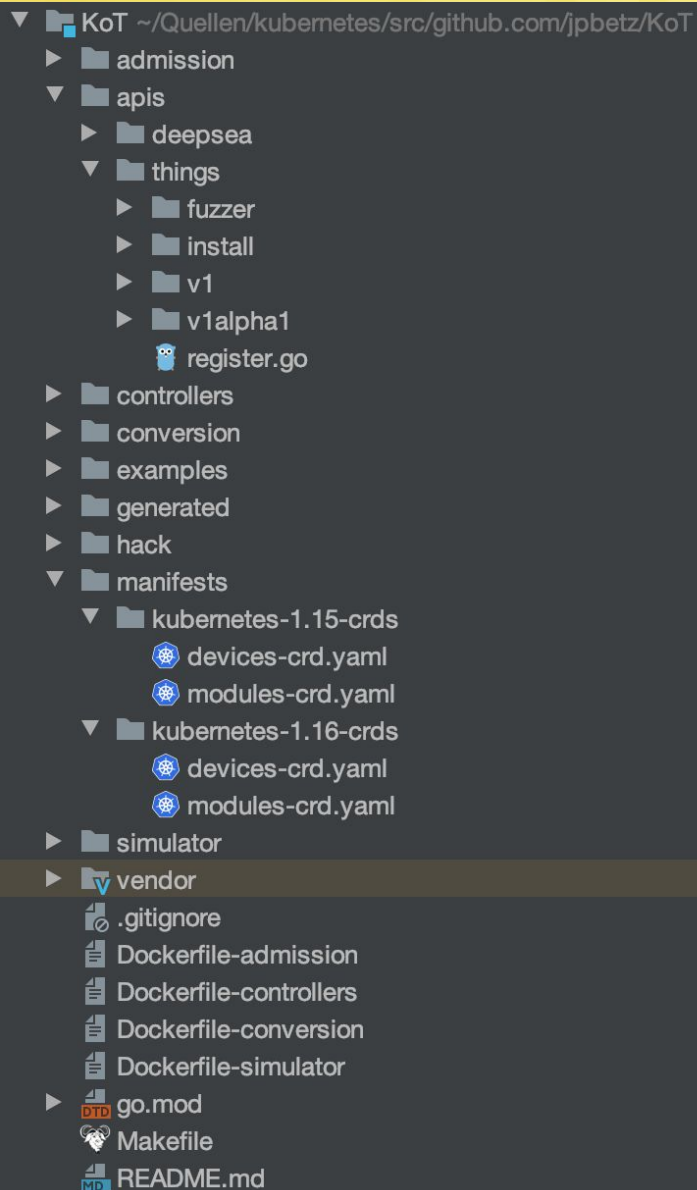 KoT ~/Quellen/kubernetes/src/github.com/jpbetz/KoT
admission
apis
deepsea
things
fuzzer
install
v1
v1alpha1
register.go
controllers
conversion
examples
generated
hack
manifests
kubernetes-1.15-crds
devices-crd.yaml
modules-crd.yaml
kubernetes-1.16-crds
devices-crd.yaml
modules-crd.yaml
simulator
vendor
.gitignore
Dockerfile-admission
Dockerfile-controllers
Dockerfile-conversion
Dockerfile-simulator
DTD go.mod
Makefile
MD README.md